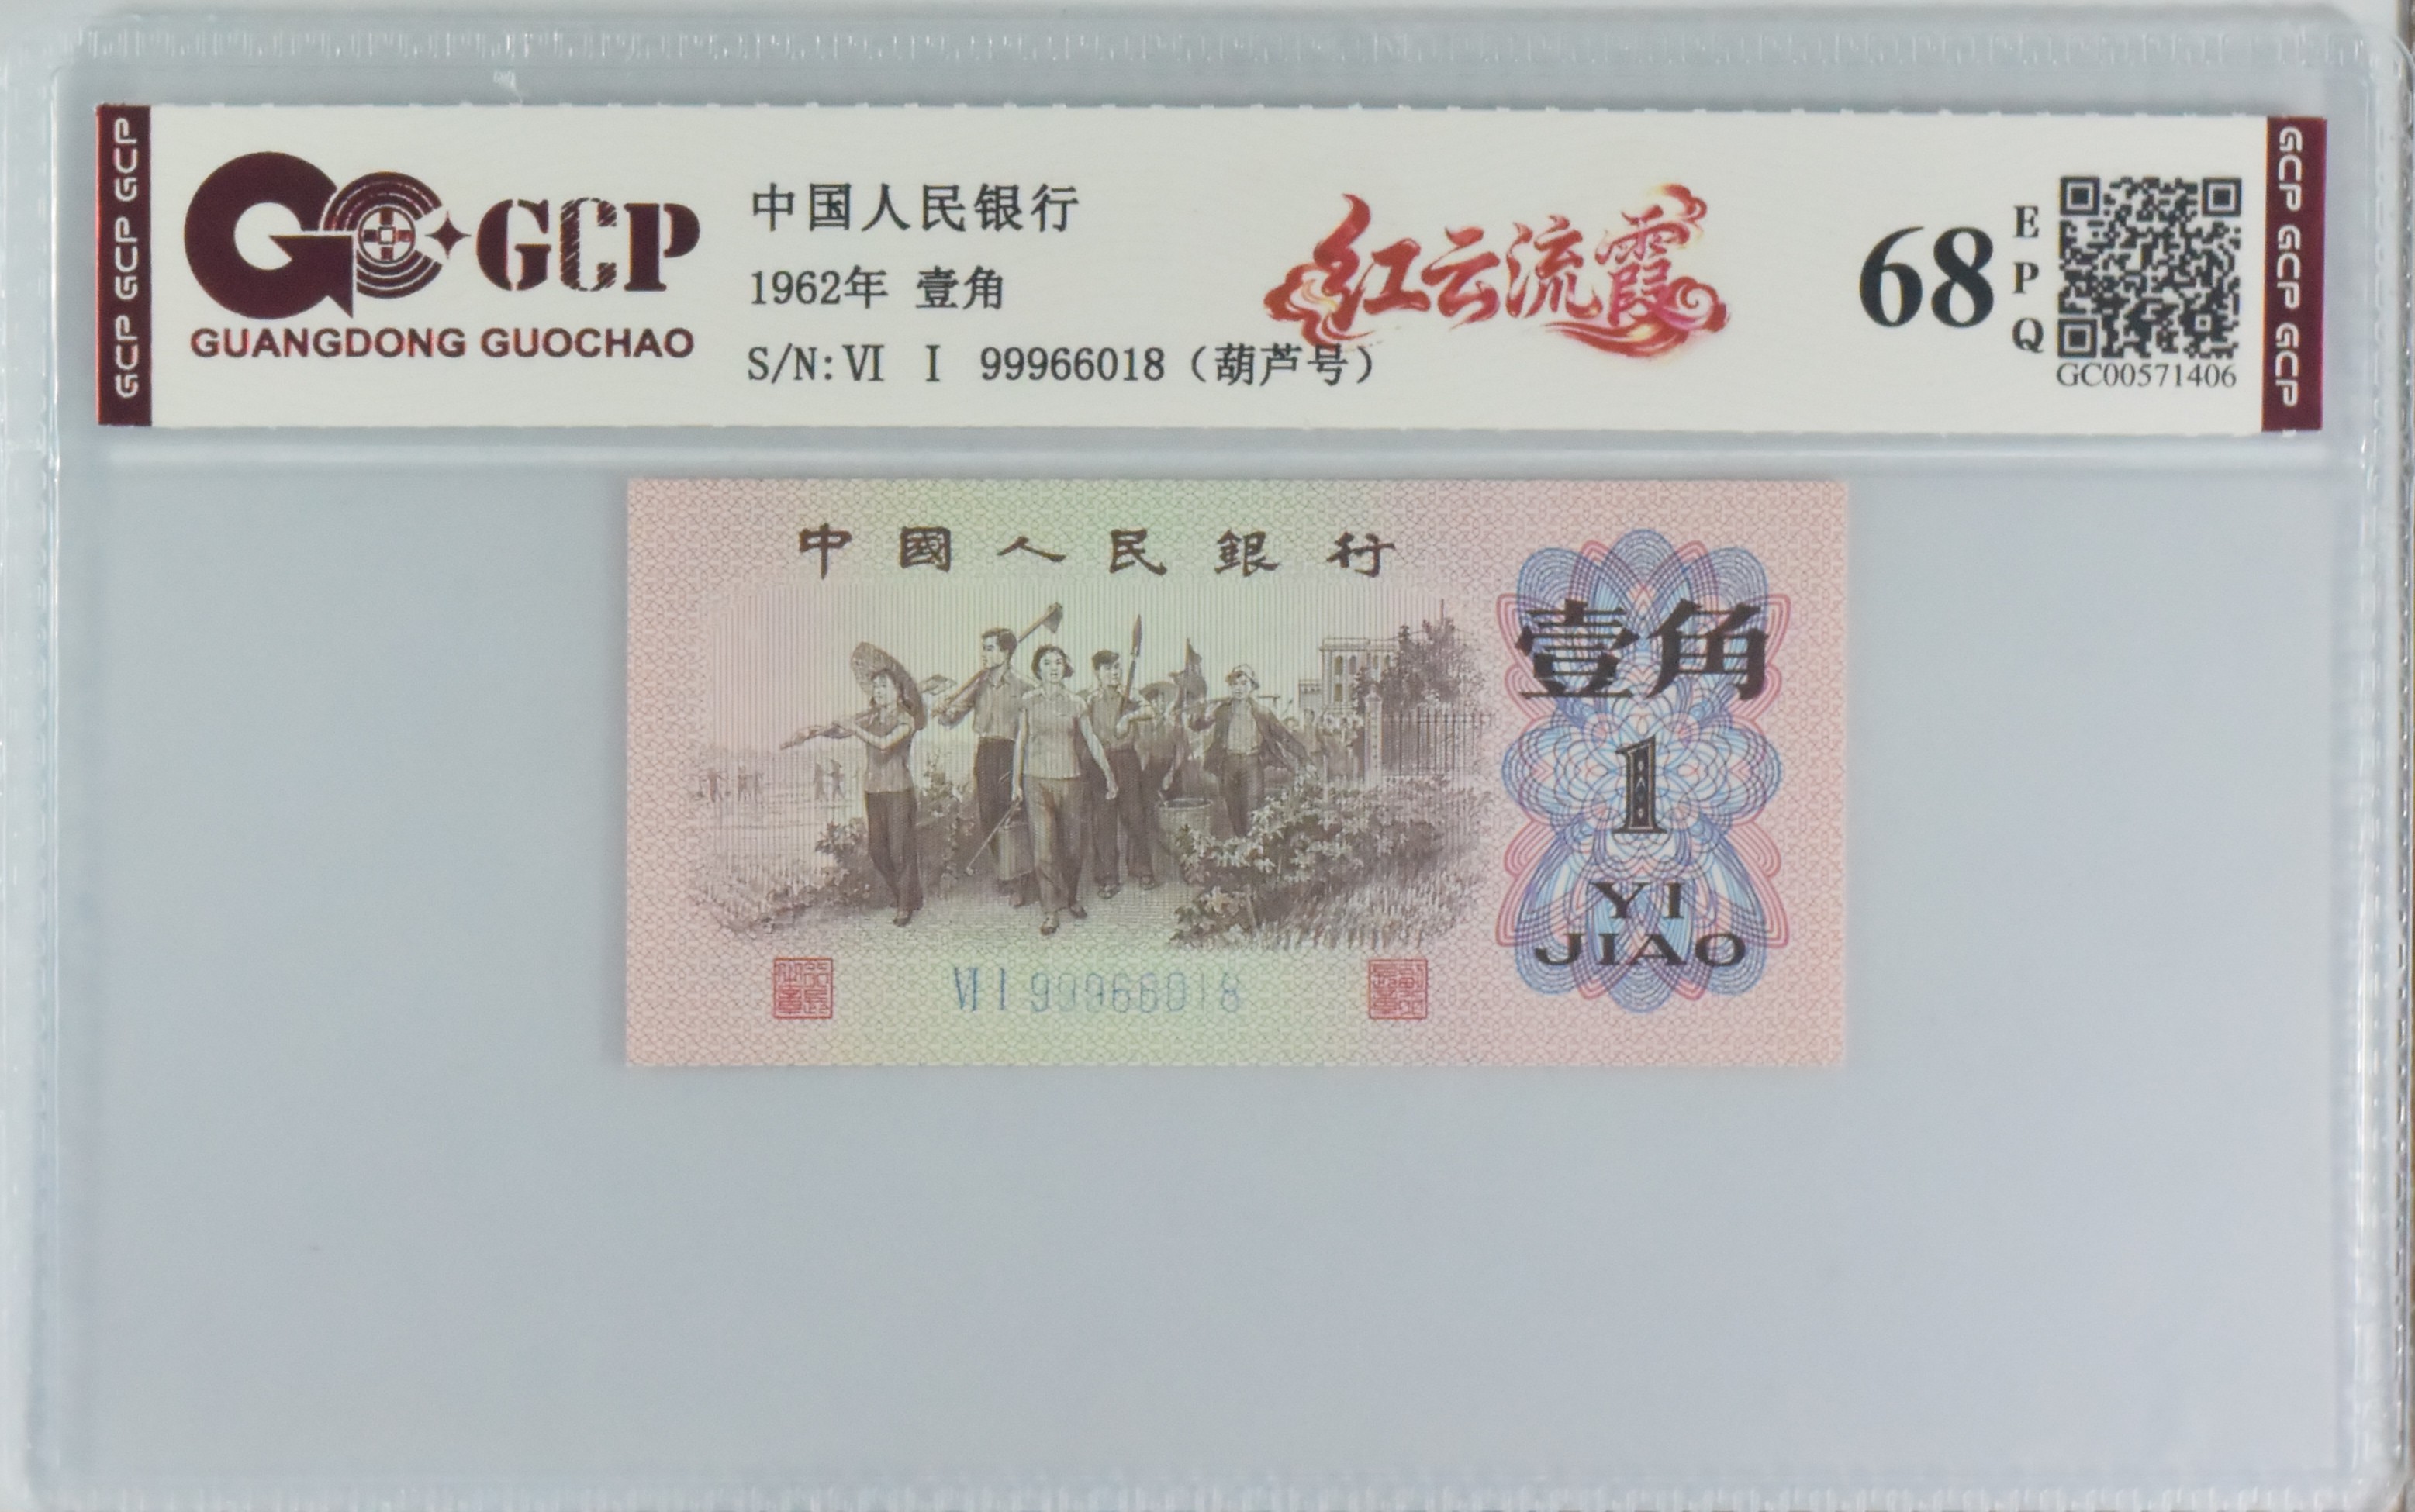 GCP GCP GCP
GCP
GUANGDONG GUOCHAO
中国人民银行
1962年 壹角
S/N:Ⅵ Ⅰ 99966018（葫芦号）
红云流霞
68
EPQ
GC00571406
GCP GCP GCP
中國人民銀行
壹角
1
YI
JIAO
ⅥⅠ99966018